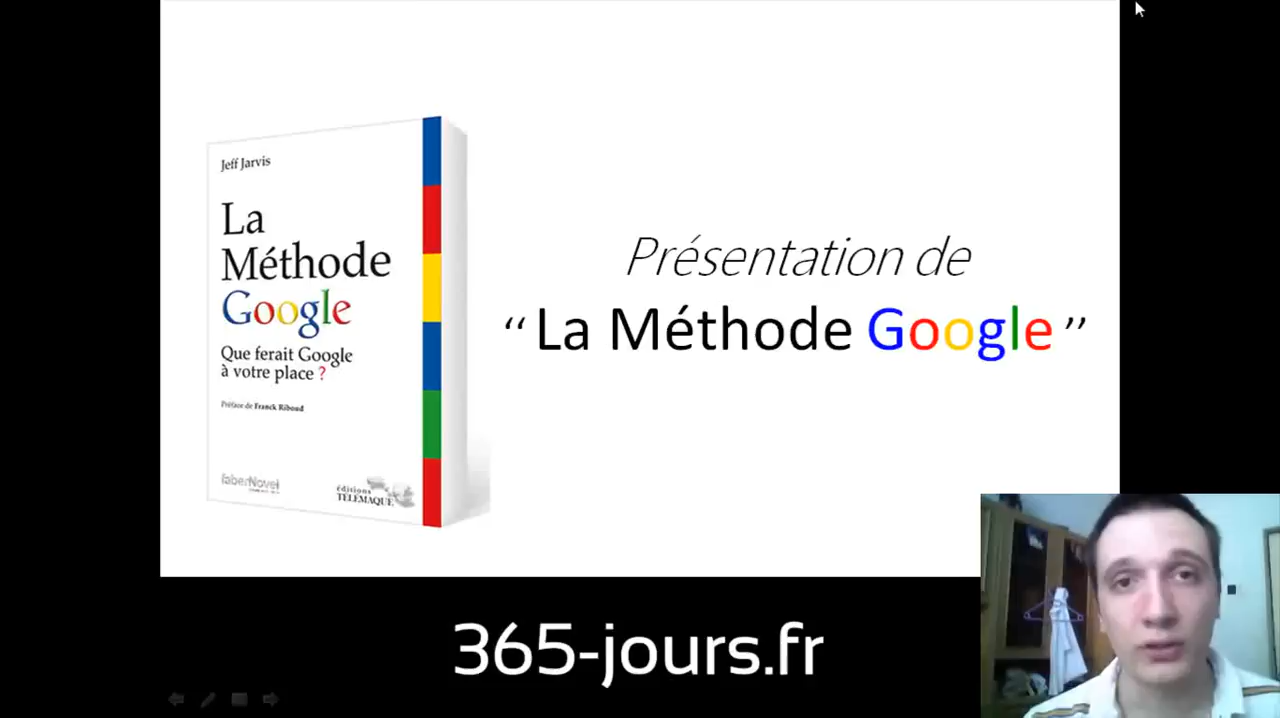 Jeff Jarvis
La
Méthode
Google
Que ferait Google
à votre place ?
Préface de Franck Riboud
faberNovel
éditions
TELEMAQUE
Présentation de
“ La Méthode Google ”
365-jours.fr